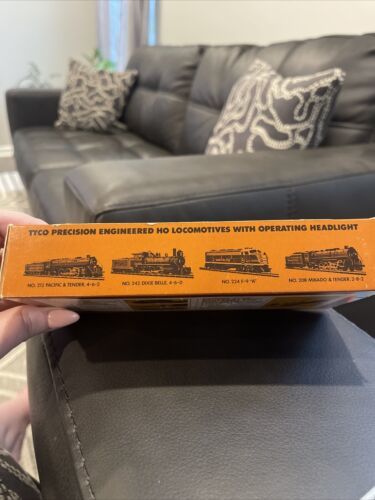 TYCO PRECISION ENGINEERED HO LOCOMOTIVES WITH OPERATING HEADLIGHT
NO. 212 PACIFIC & TENDER, 4-6-2
NO. 242 DIXIE BELLE, 4-6-0
NO. 224 F-9 "A"
NO. 208 MIKADO & TENDER, 2-8-2